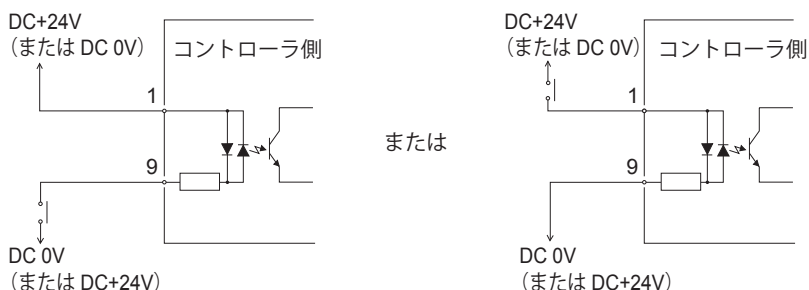 DC+24V
（または DC 0V）
コントローラ側
1
9
DC 0V
（または DC+24V）
または
DC+24V
（または DC 0V）
コントローラ側
1
9
DC 0V
（または DC+24V）